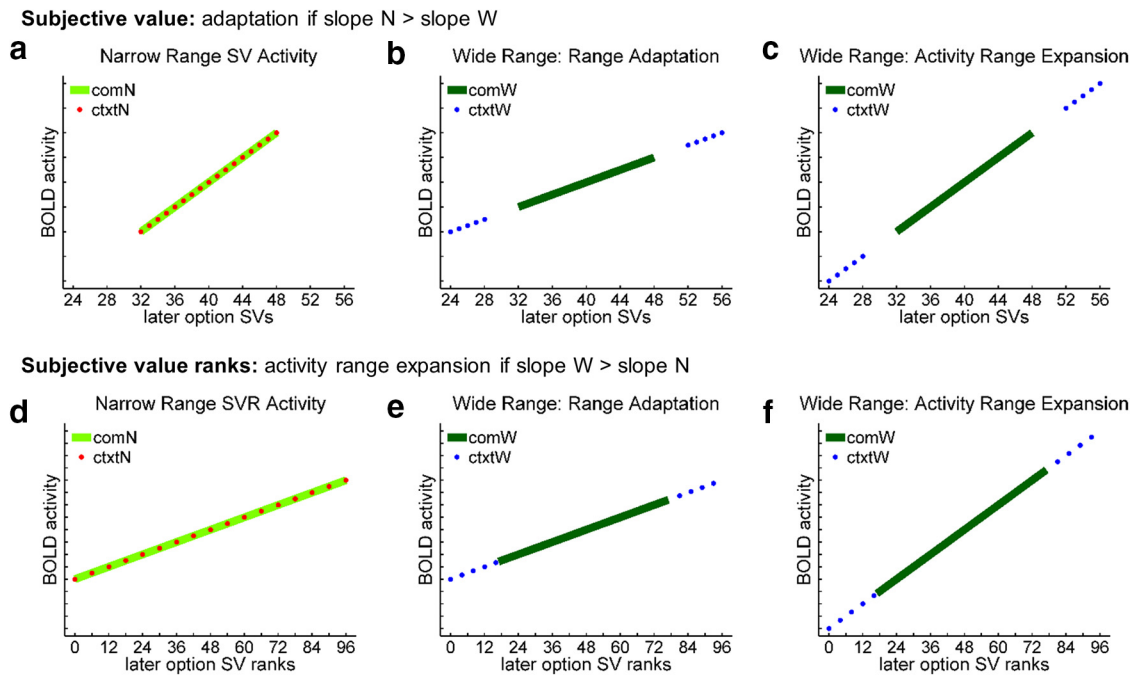 Subjective value: adaptation if slope N > slope W
a
Narrow Range SV Activity
comN
ctxtN
BOLD activity
24 28 32 36 40 44 48 52 56
later option SVs
b
Wide Range: Range Adaptation
comW
ctxtW
BOLD activity
24 28 32 36 40 44 48 52 56
later option SVs
c
Wide Range: Activity Range Expansion
comW
ctxtW
BOLD activity
24 28 32 36 40 44 48 52 56
later option SVs
Subjective value ranks: activity range expansion if slope W > slope N
d
Narrow Range SVR Activity
comN
ctxtN
BOLD activity
0 12 24 36 48 60 72 84 96
later option SV ranks
e
Wide Range: Range Adaptation
comW
ctxtW
BOLD activity
0 12 24 36 48 60 72 84 96
later option SV ranks
f
Wide Range: Activity Range Expansion
comW
ctxtW
BOLD activity
0 12 24 36 48 60 72 84 96
later option SV ranks